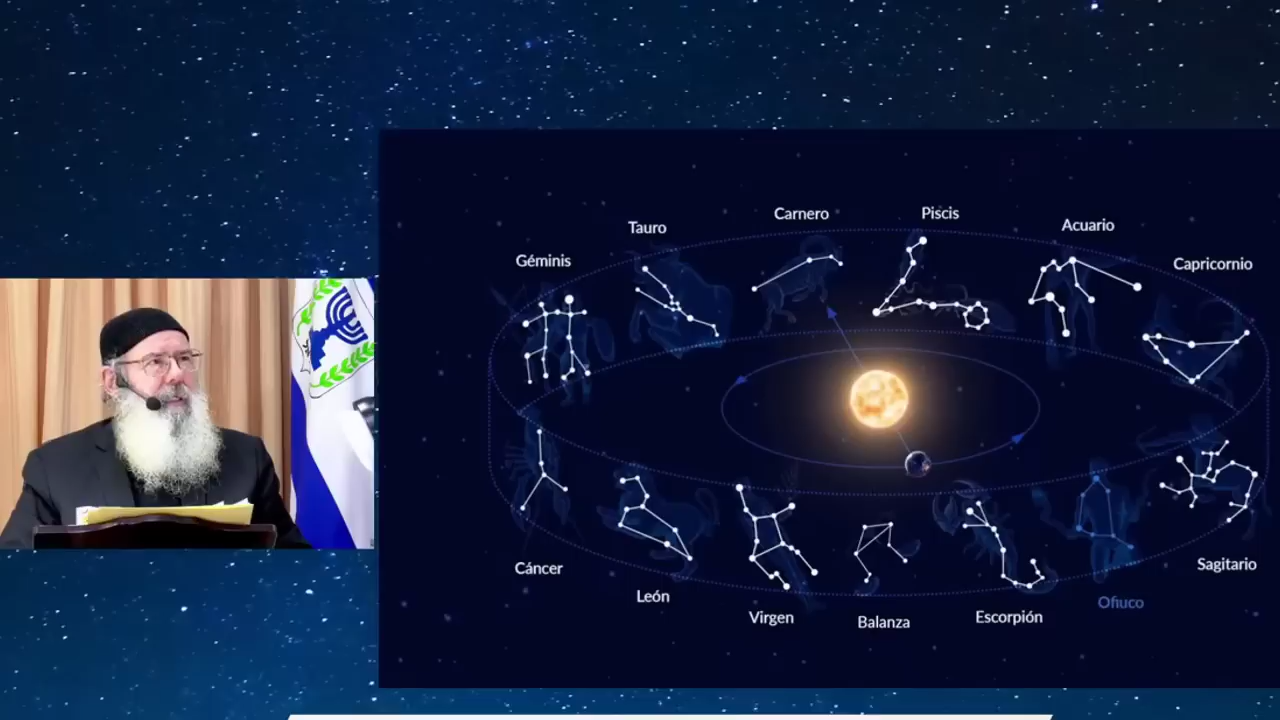 Géminis
Tauro
Carnero
Piscis
Acuario
Capricornio
Cáncer
León
Virgen
Balanza
Escorpión
Ofiuco
Sagitario